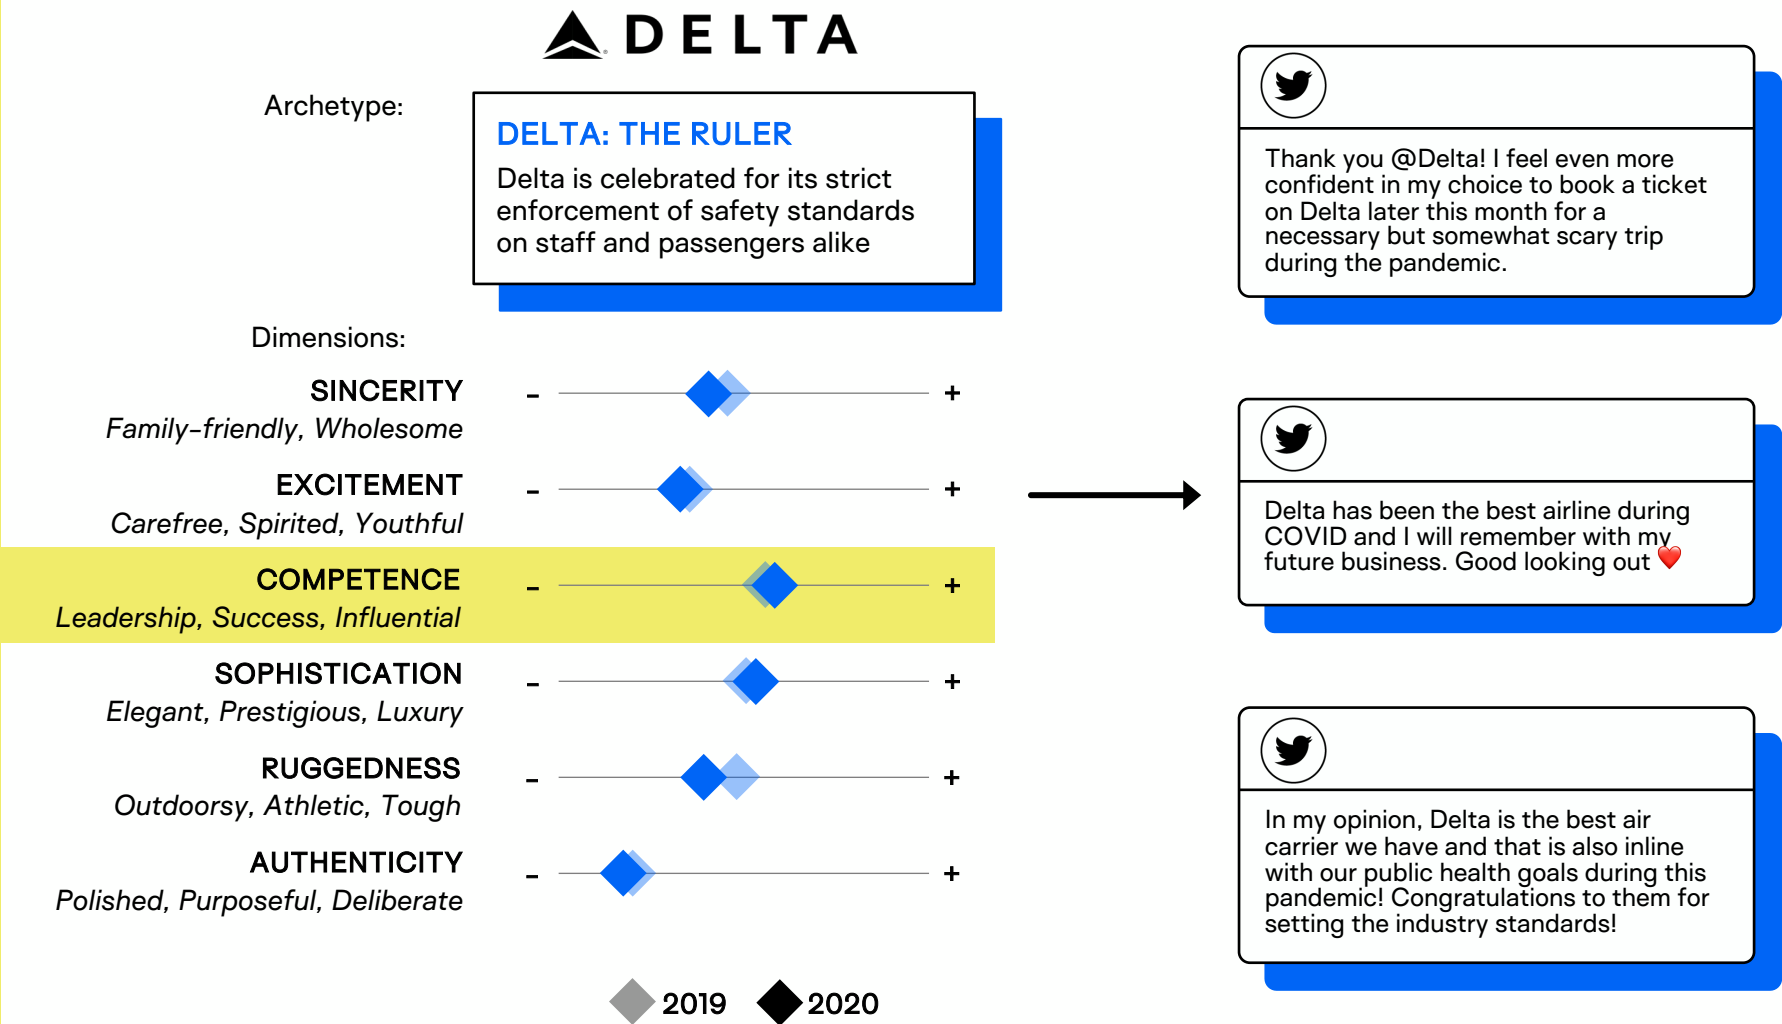 DELTA
Archetype:
DELTA: THE RULER
Delta is celebrated for its strict
enforcement of safety standards
on staff and passengers alike
Dimensions:
SINCERITY
- +
Family-friendly, Wholesome
EXCITEMENT
- +
Carefree, Spirited, Youthful
COMPETENCE
- +
Leadership, Success, Influential
SOPHISTICATION
- +
Elegant, Prestigious, Luxury
RUGGEDNESS
- +
Outdoorsy, Athletic, Tough
AUTHENTICITY
- +
Polished, Purposeful, Deliberate
2019 2020
Thank you @Delta! I feel even more
confident in my choice to book a ticket
on Delta later this month for a
necessary but somewhat scary trip
during the pandemic.
Delta has been the best airline during
COVID and I will remember with my
future business. Good looking out ❤️
In my opinion, Delta is the best air
carrier we have and that is also inline
with our public health goals during this
pandemic! Congratulations to them for
setting the industry standards!